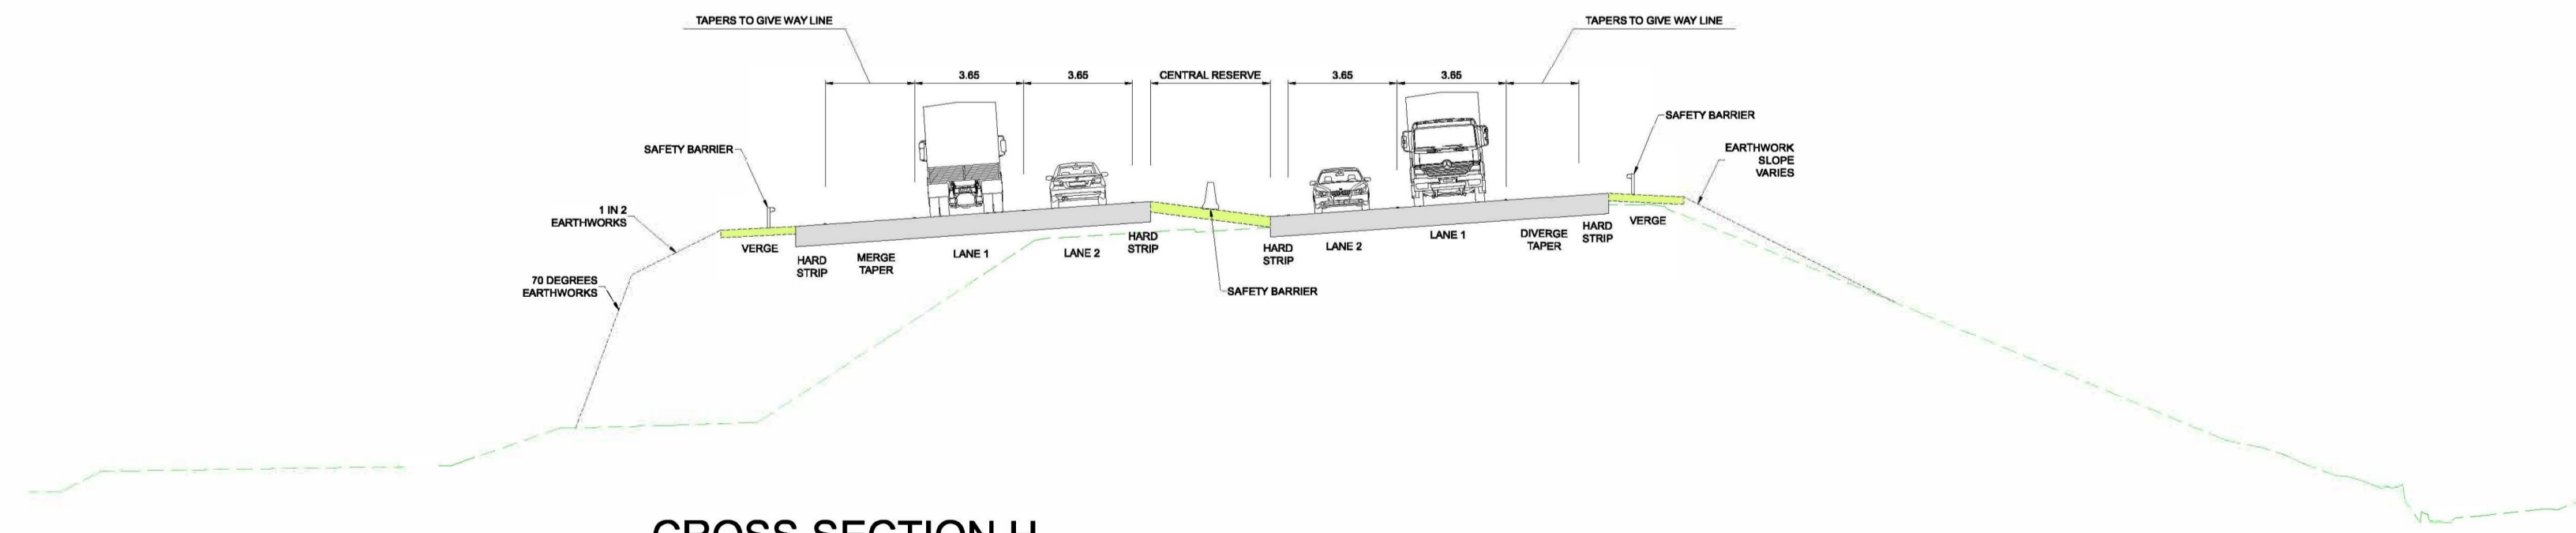 TAPERS TO GIVE WAY LINE
TAPERS TO GIVE WAY LINE
3.65
3.65
CENTRAL RESERVE
3.65
3.65
SAFETY BARRIER
SAFETY BARRIER
EARTHWORK
SLOPE
VARIES
1 IN 2
EARTHWORKS
70 DEGREES
EARTHWORKS
VERGE
HARD
STRIP
MERGE
TAPER
LANE 1
LANE 2
HARD
STRIP
SAFETY BARRIER
HARD
STRIP
LANE 2
LANE 1
DIVERGE
TAPER
HARD
STRIP
VERGE